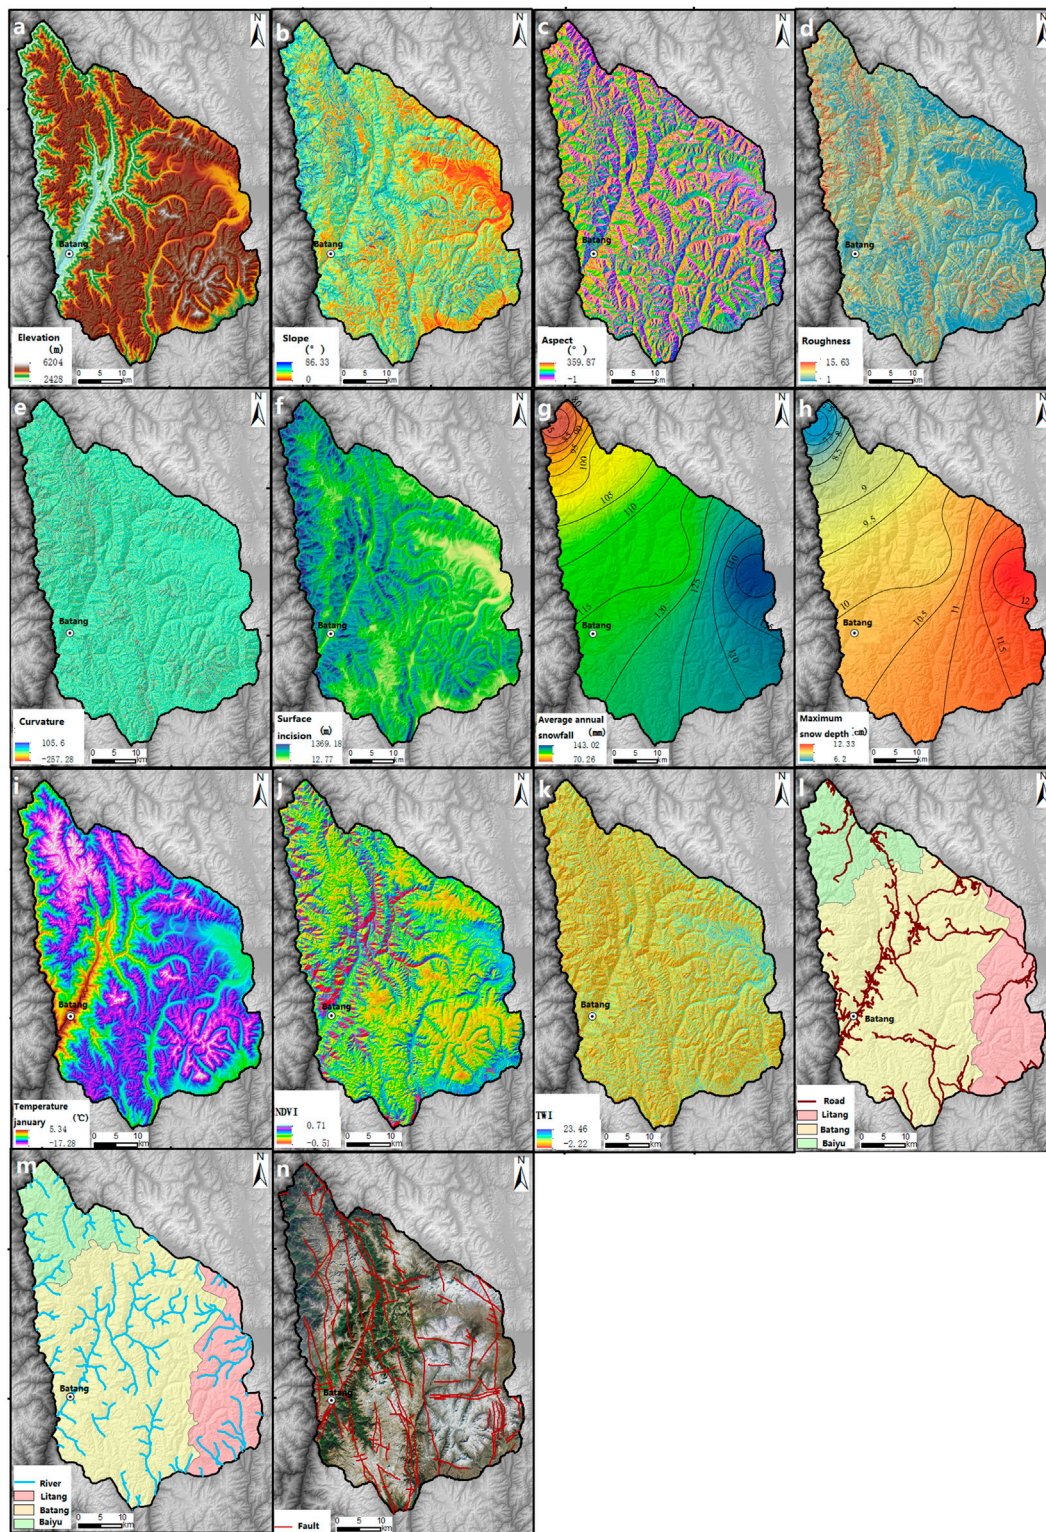 a
N
Batang
Elevation
(m)
6204
2428
0 5 10
km
b
N
Batang
Slope
(°)
86.33
0
0 5 10
km
c
N
Batang
Aspect
(°)
359.87
-1
0 5 10
km
d
N
Batang
Roughness
15.63
1
0 5 10
km
e
N
Batang
Curvature
105.6
-257.28
0 5 10
km
f
N
Batang
Surface
incision (m)
1369.18
12.77
0 5 10
km
g
N
80
85
90
95
100
105
110
115
120
125
130
140
Batang
Average annual
snowfall (mm)
143.02
70.26
0 5 10
km
h
N
8
8.5
9
9.5
10
10.5
11
11.5
12
Batang
Maximum
snow depth (cm)
12.33
6.2
0 5 10
km
i
N
Batang
Temperature
january (℃)
5.34
-17.28
0 5 10
km
j
N
Batang
NDVI
0.71
-0.51
0 5 10
km
k
N
Batang
TWI
23.46
-2.22
0 5 10
km
l
N
Batang
Road
Litang
Batang
Baiyu
0 5 10
km
m
N
Batang
River
Litang
Batang
Baiyu
0 5 10
km
n
N
Batang
Fault
0 5 10
km